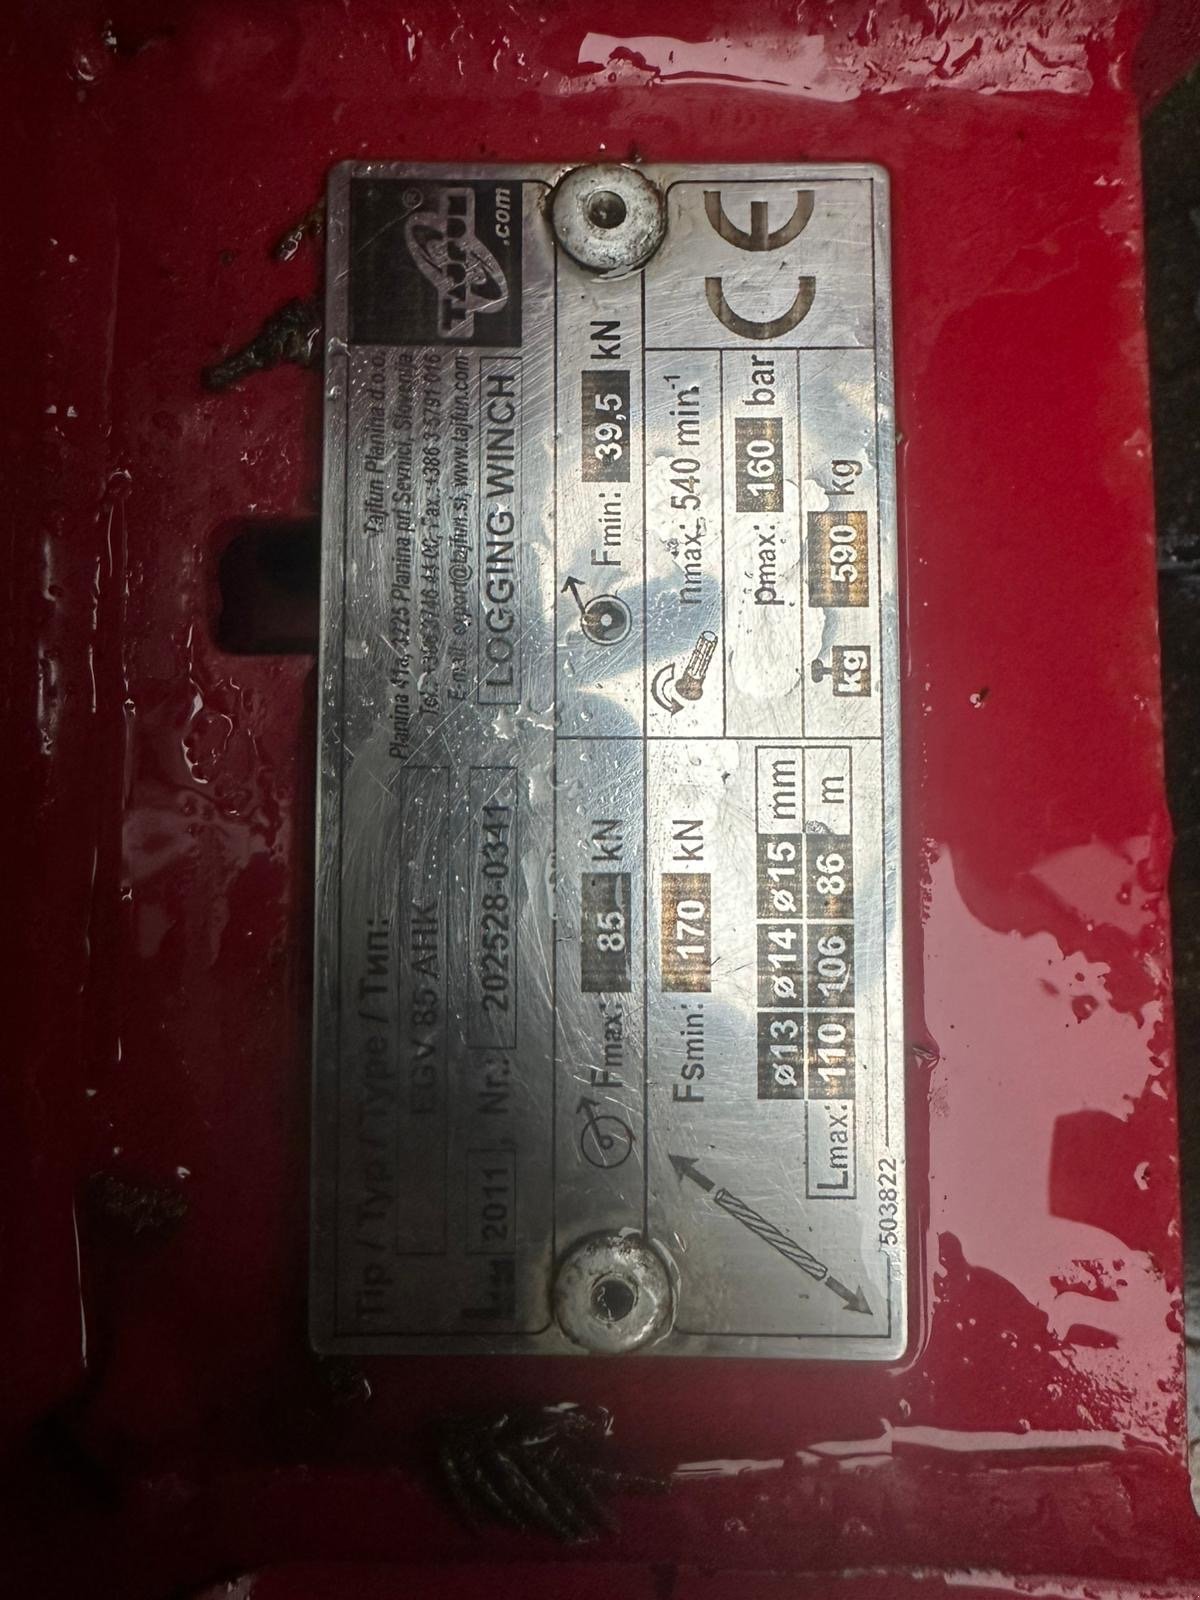 Tip / Typ / Type / Тип:
EGV 85 AHK
L.: 2011, Nr.: 202528-0341
Tajfun Planina d.o.o.
Planina 41a, 3225 Planina pri Sevnici, Slovenija
E-mail: export@tajfun.si, www.tajfun.com
LOGGING WINCH
TAJFUN®
.com
Fmax: 85 kN
Fmin: 39,5 kN
Fsmin: 170 kN
nmax: 540 min-1
pmax: 160 bar
kg 590 kg
CE
ø13 ø14 ø15 mm
Lmax: 110 106 86 m
503822